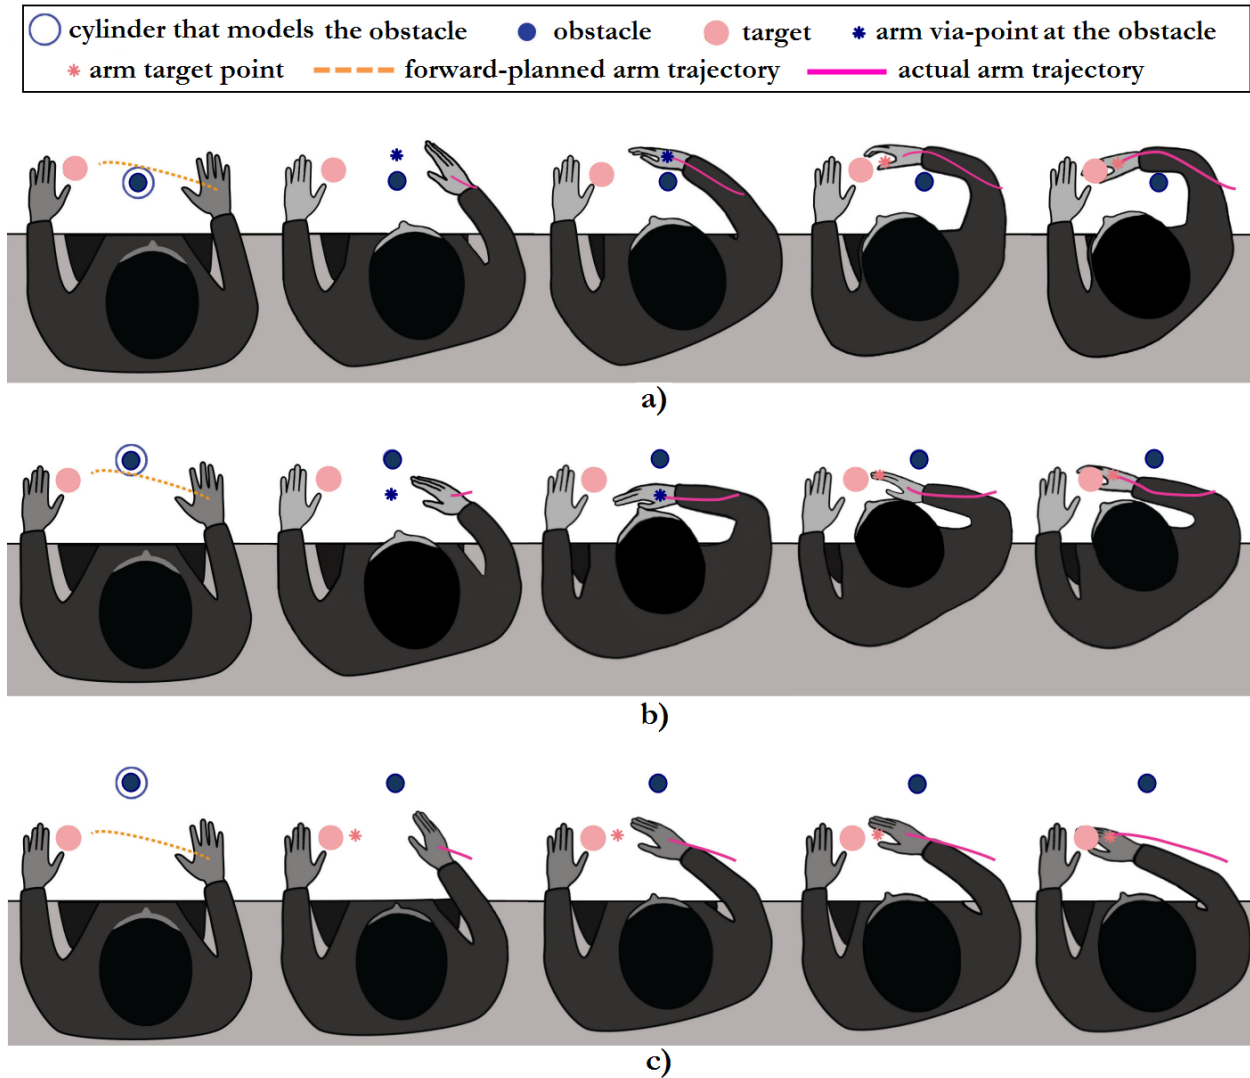 cylinder that models the obstacle obstacle target arm via-point at the obstacle
arm target point forward-planned arm trajectory actual arm trajectory
a)
b)
c)